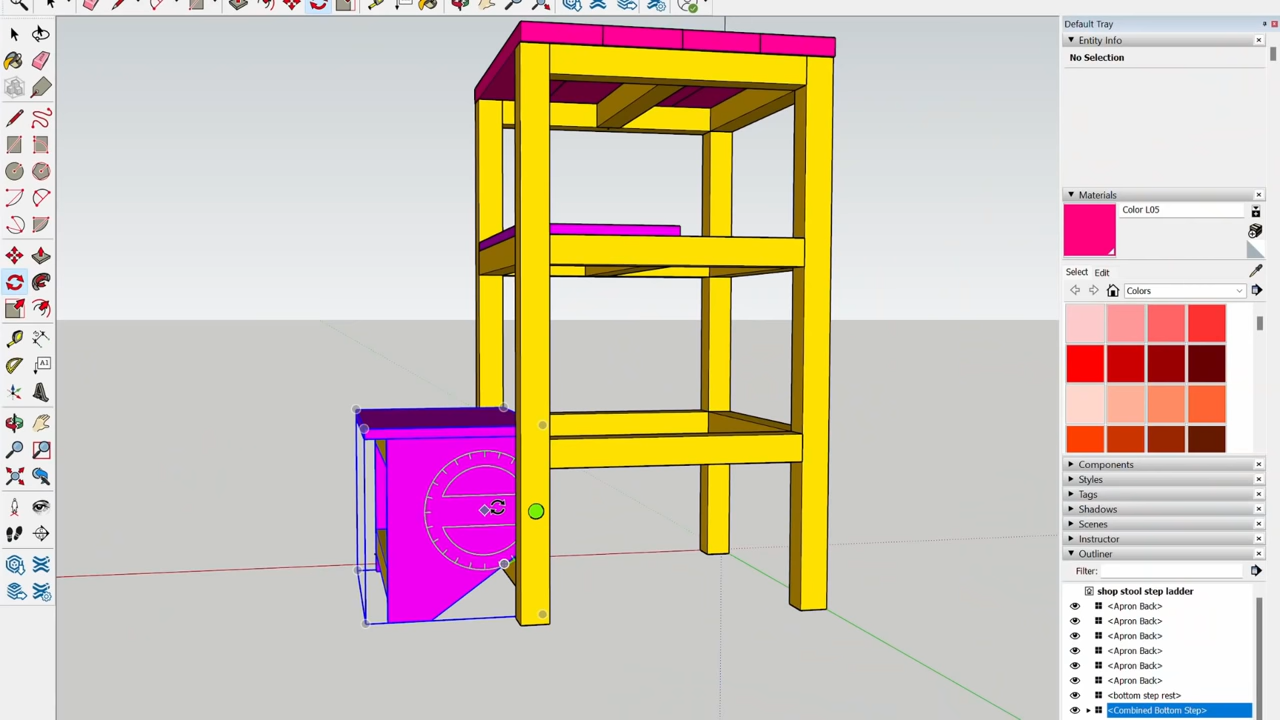 Default Tray
Entity Info
No Selection
Materials
Color L05
Select Edit
Colors
Components
Styles
Tags
Shadows
Scenes
Instructor
Outliner
Filter:
shop stool step ladder
<Apron Back>
<Apron Back>
<Apron Back>
<Apron Back>
<Apron Back>
<Apron Back>
<bottom step rest>
<Combined Bottom Step>
A1